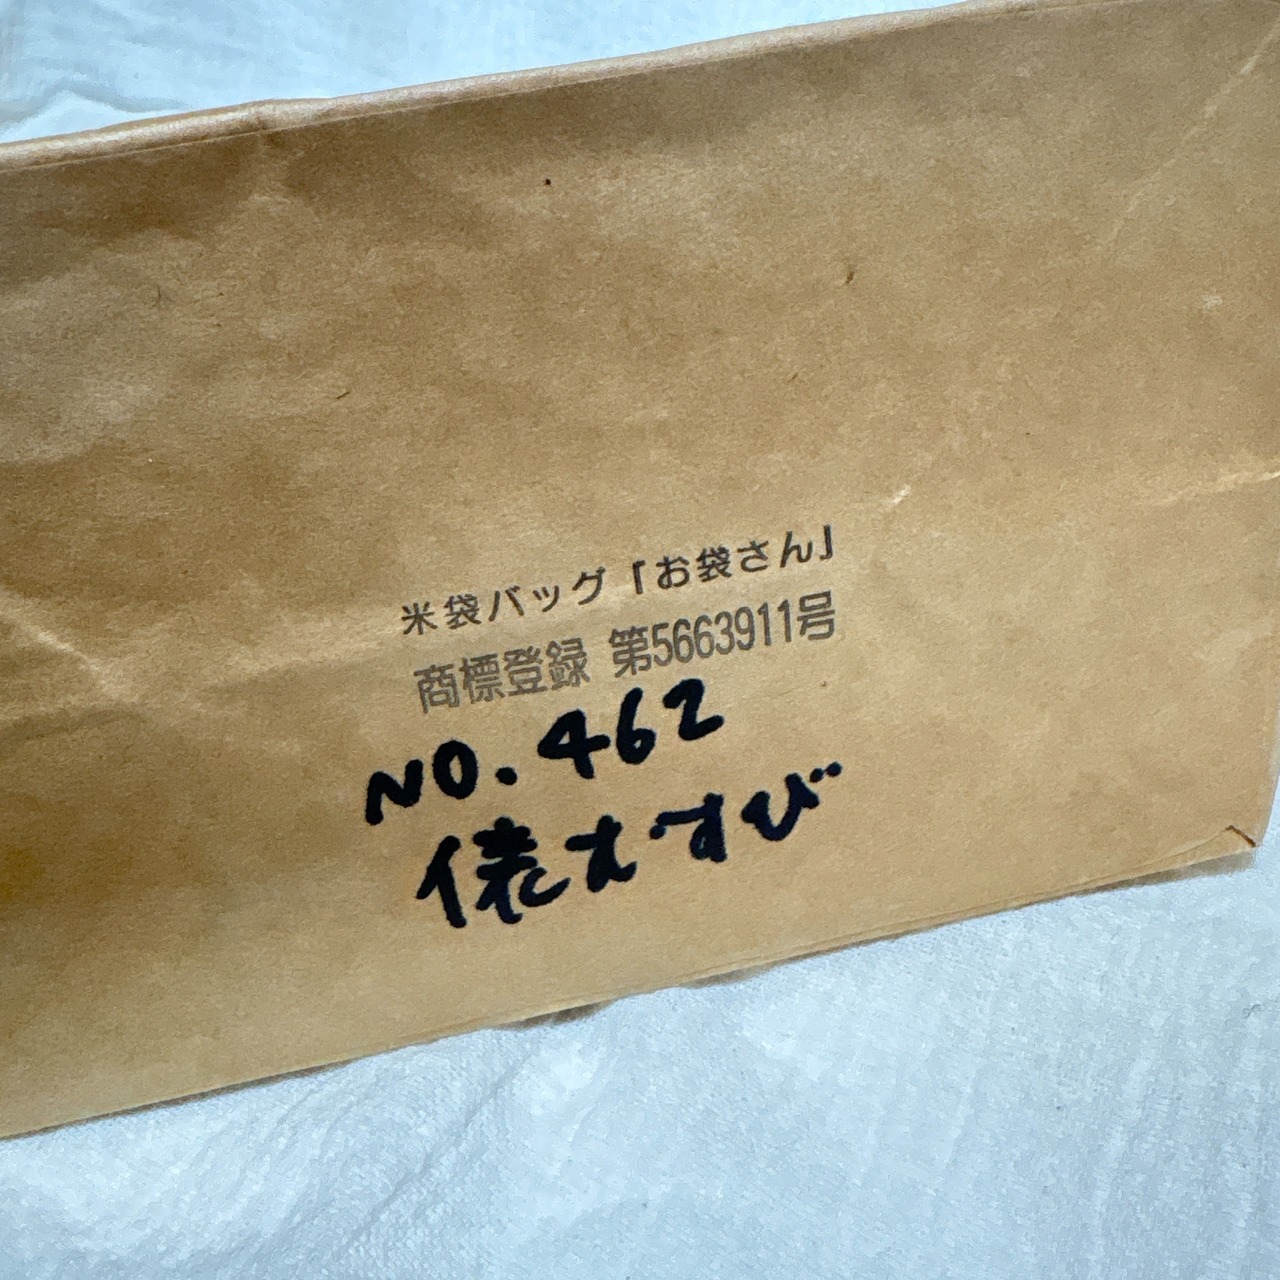 米袋バッグ「お袋さん」
商標登録 第5663911号
NO.462
俵むすび